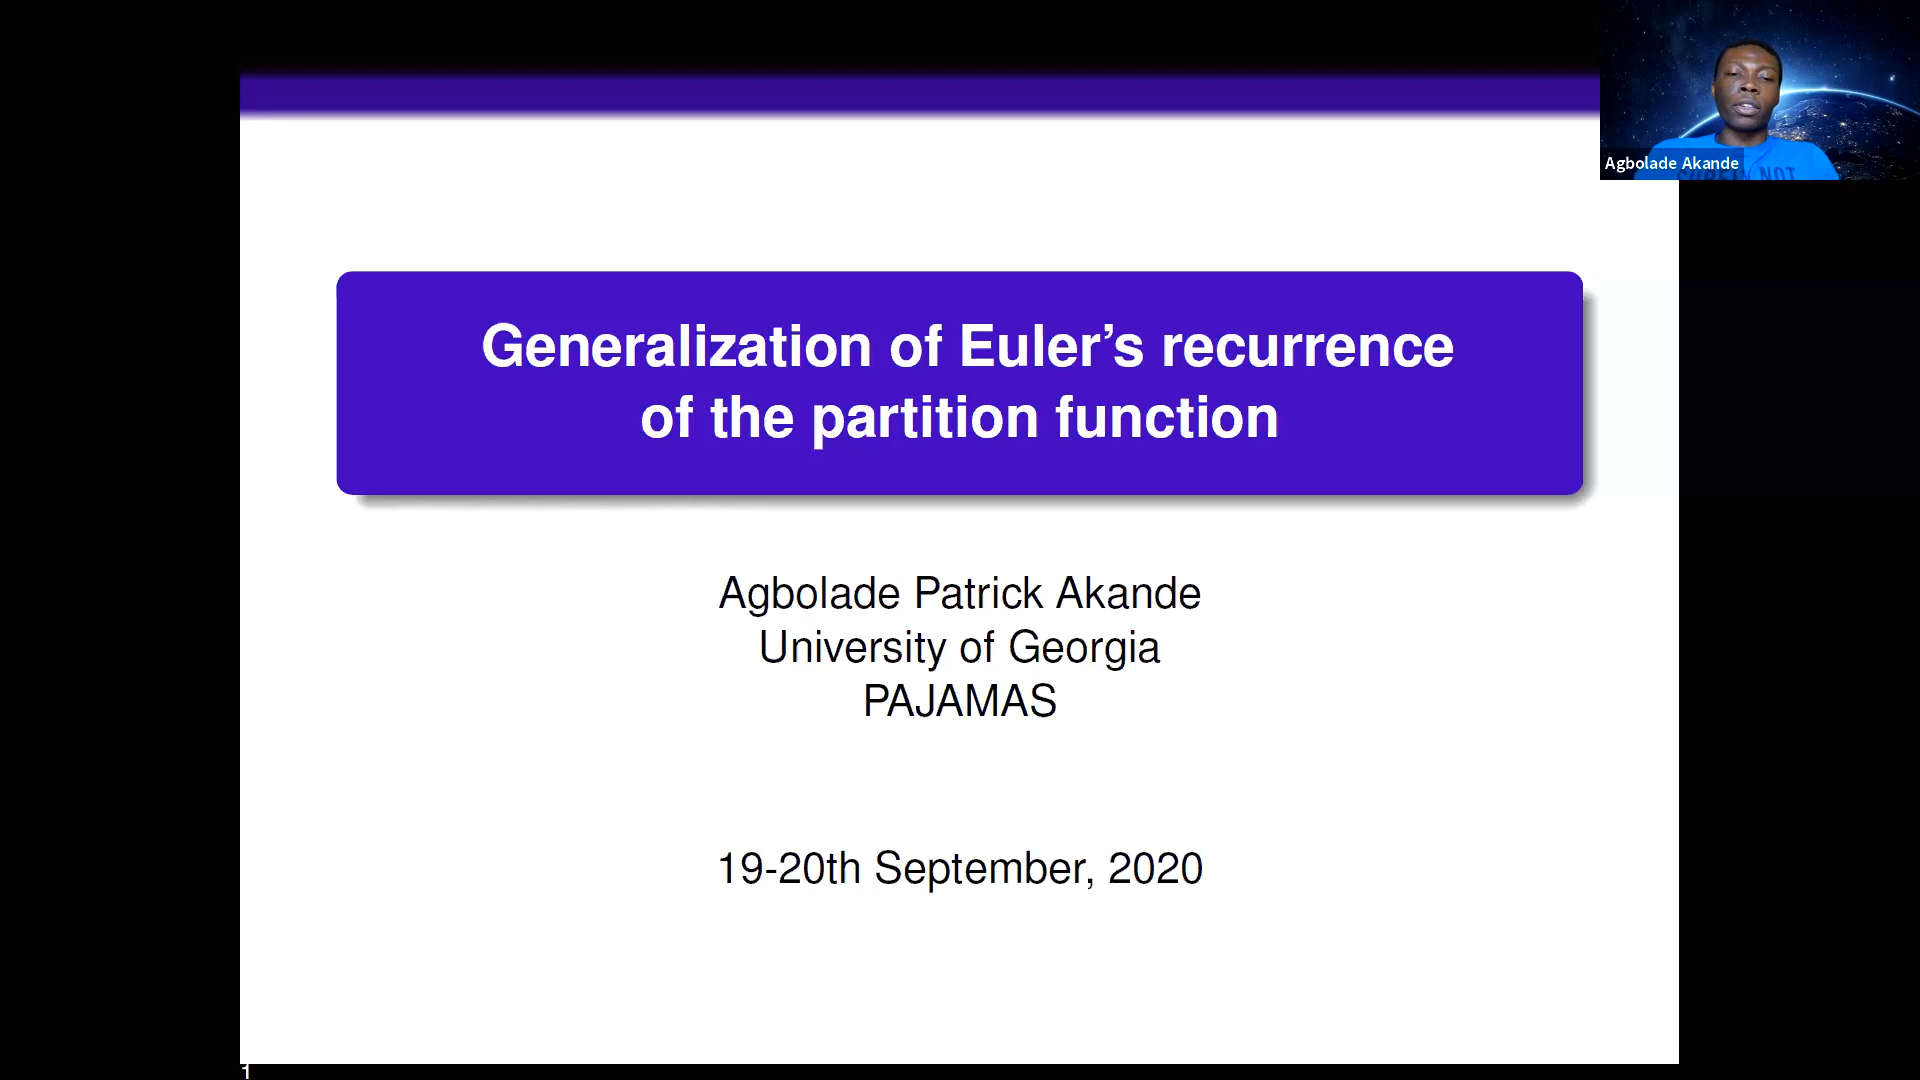 Agbolade Akande
Generalization of Euler's recurrence
of the partition function
Agbolade Patrick Akande
University of Georgia
PAJAMAS
19-20th September, 2020
1